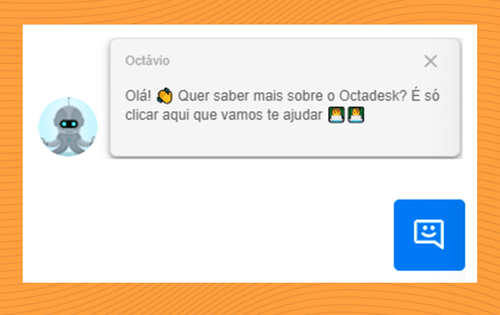 Octávio
Olá! 👏 Quer saber mais sobre o Octadesk? É só
clicar aqui que vamos te ajudar 👩‍💻👩‍💻